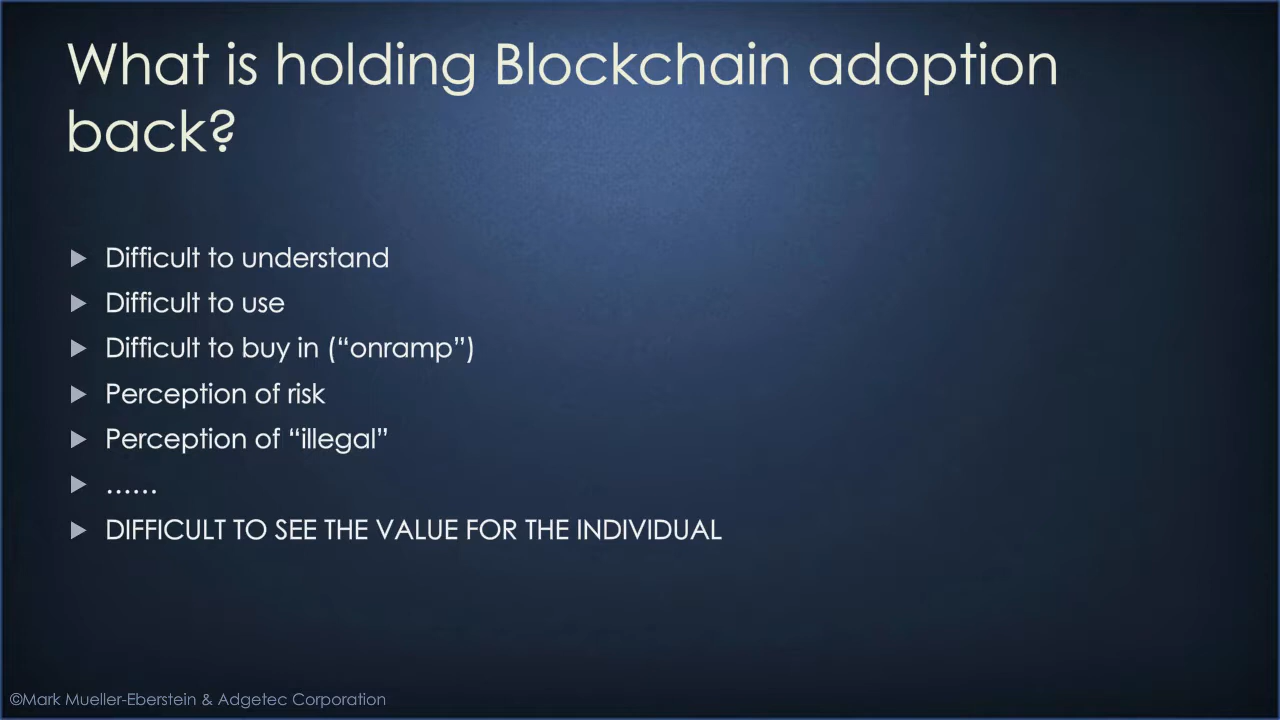 What is holding Blockchain adoption
back?
Difficult to understand
Difficult to use
Difficult to buy in (“onramp”)
Perception of risk
Perception of “illegal”
......
DIFFICULT TO SEE THE VALUE FOR THE INDIVIDUAL
©Mark Mueller-Eberstein & Adgetec Corporation